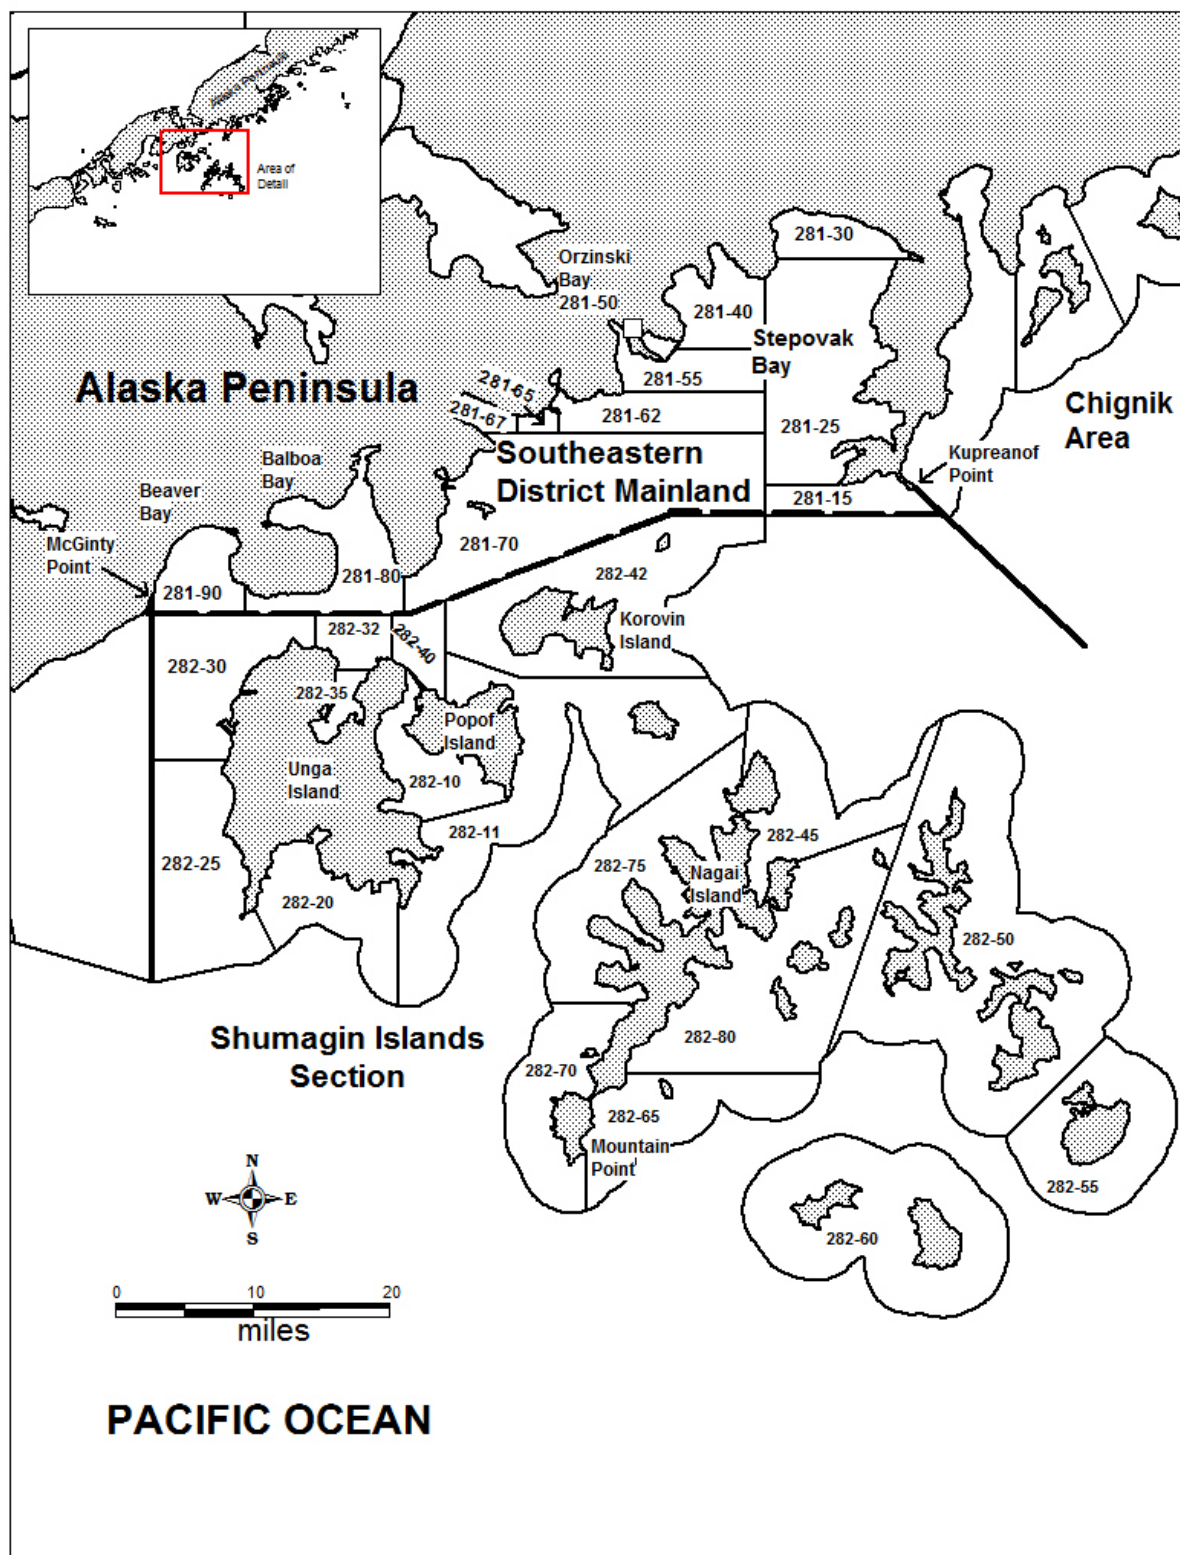 Alaska Peninsula
Area of
Detail
281-30
Orzinski
Bay
281-50
281-40
Stepovak
Bay
Alaska Peninsula
281-65
281-55
281-67
281-62
281-25
Chignik
Area
Southeastern
District Mainland
Kupreanof
Point
Balboa
Bay
Beaver
Bay
281-15
McGinty
Point
281-70
281-90
281-80
282-42
282-32
282-40
Korovin
Island
282-30
282-35
Popof
Island
Unga
Island
282-10
282-11
282-45
282-25
282-75
Nagai
Island
282-20
282-50
Shumagin Islands
Section
282-80
282-70
282-65
Mountain
Point
282-55
282-60
N
W
E
S
0 10 20
miles
PACIFIC OCEAN